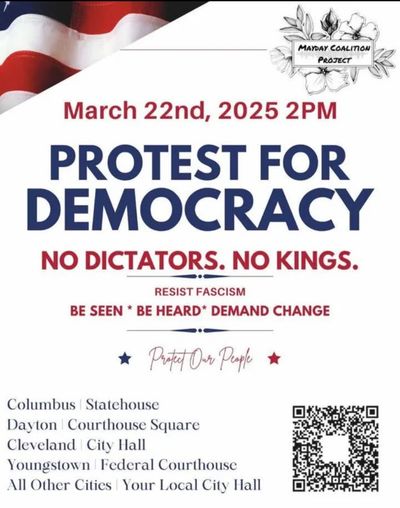 MAYDAY COALITION
PROJECT
March 22nd, 2025 2PM
PROTEST FOR
DEMOCRACY
NO DICTATORS. NO KINGS.
RESIST FASCISM
BE SEEN * BE HEARD* DEMAND CHANGE
Protect Our People
Columbus | Statehouse
Dayton | Courthouse Square
Cleveland | City Hall
Youngstown | Federal Courthouse
All Other Cities | Your Local City Hall